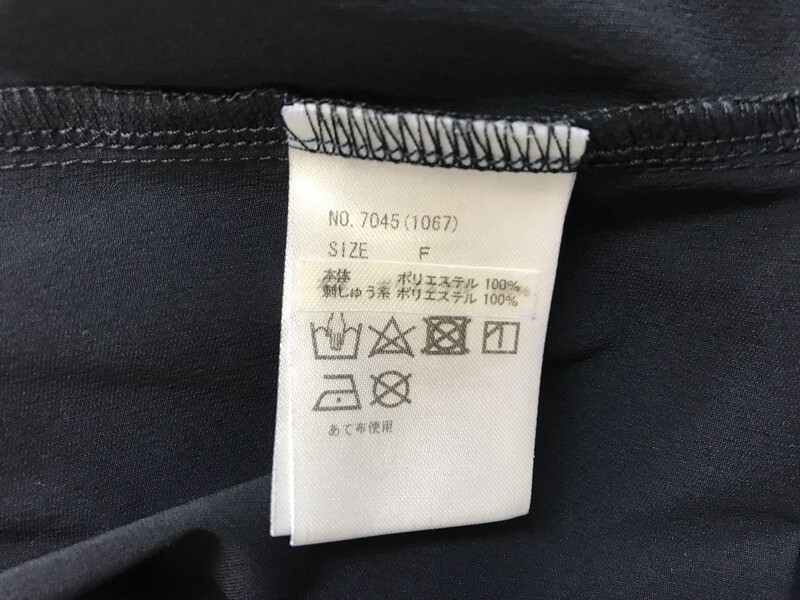 NO. 7045(1067)
SIZE F
本体 ポリエステル 100%
刺しゅう糸 ポリエステル 100%
あて布使用